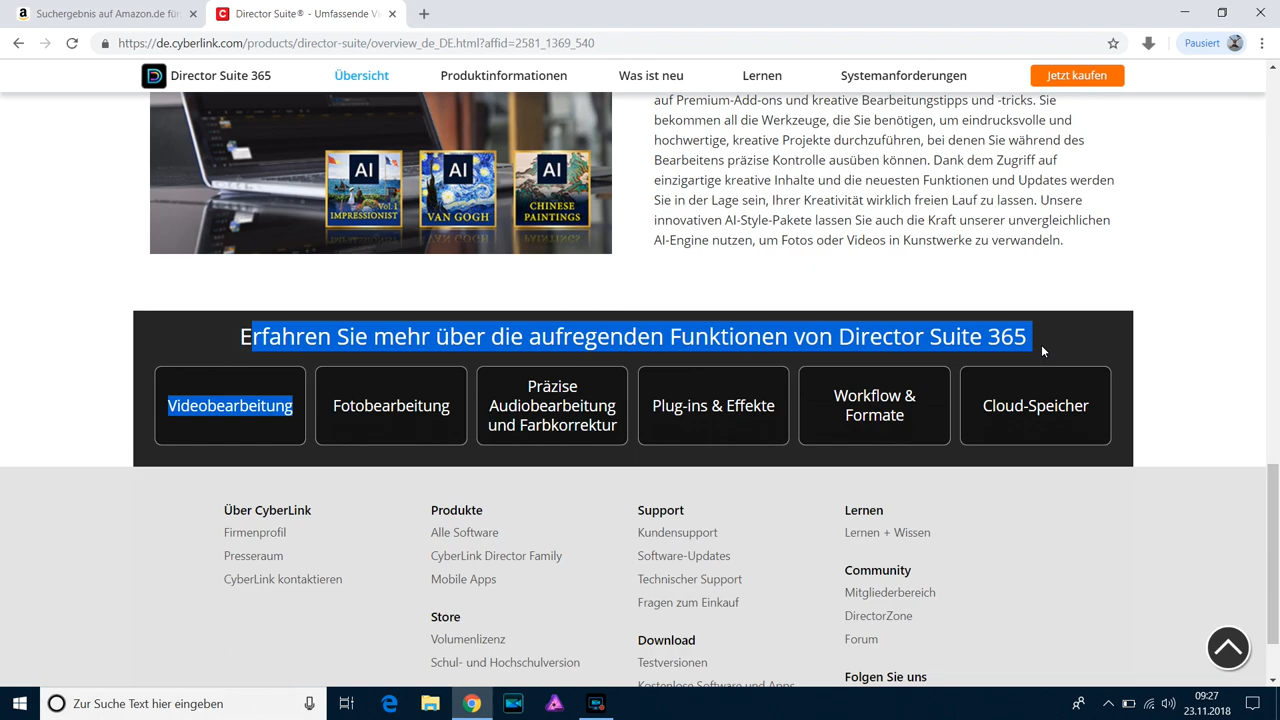 Suchergebnis auf Amazon.de für
Director Suite® - Umfassende Vi
https://de.cyberlink.com/products/director-suite/overview_de_DE.html?affid=2581_1369_540
Pausiert
Director Suite 365
Übersicht
Produktinformationen
Was ist neu
Lernen
Systemanforderungen
Jetzt kaufen
AI
Vol.1
IMPRESSIONIST
AI
VAN GOGH
AI
CHINESE
PAINTINGS
auf Premium-Add-ons und kreative Bearbeitungstipps und -tricks. Sie
bekommen all die Werkzeuge, die Sie benötigen, um eindrucksvolle und
hochwertige, kreative Projekte durchzuführen, bei denen Sie während des
Bearbeitens präzise Kontrolle ausüben können. Dank dem Zugriff auf
einzigartige kreative Inhalte und die neuesten Funktionen und Updates werden
Sie in der Lage sein, Ihrer Kreativität wirklich freien Lauf zu lassen. Unsere
innovativen AI-Style-Pakete lassen Sie auch die Kraft unserer unvergleichlichen
AI-Engine nutzen, um Fotos oder Videos in Kunstwerke zu verwandeln.
Erfahren Sie mehr über die aufregenden Funktionen von Director Suite 365
Videobearbeitung
Fotobearbeitung
Präzise
Audiobearbeitung
und Farbkorrektur
Plug-ins & Effekte
Workflow &
Formate
Cloud-Speicher
Über CyberLink
Firmenprofil
Presseraum
CyberLink kontaktieren
Produkte
Alle Software
CyberLink Director Family
Mobile Apps
Store
Volumenlizenz
Schul- und Hochschulversion
Support
Kundensupport
Software-Updates
Technischer Support
Fragen zum Einkauf
Download
Testversionen
Kostenlose Software und Apps
Lernen
Lernen + Wissen
Community
Mitgliederbereich
DirectorZone
Forum
Folgen Sie uns
Zur Suche Text hier eingeben
09:27
23.11.2018